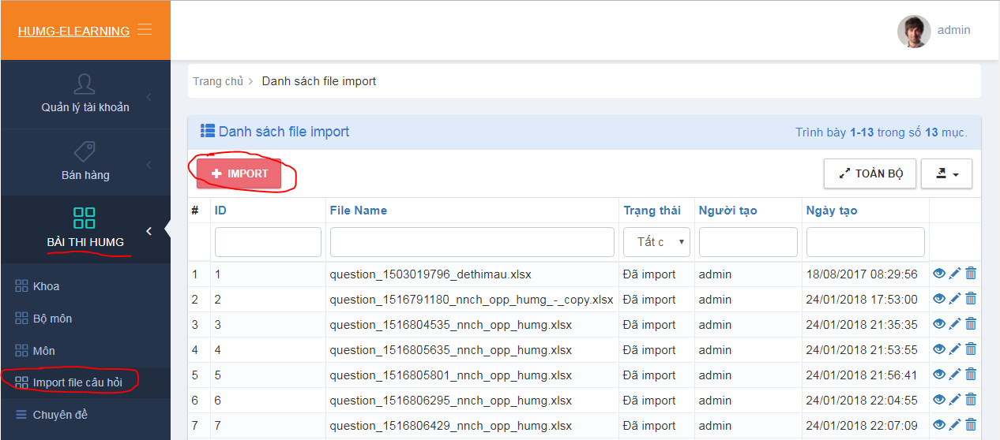 HUMG-ELEARNING
admin
Quản lý tài khoản
Bán hàng
BÀI THI HUMG
Khoa
Bộ môn
Môn
Import file câu hỏi
Chuyên đề
Trang chủ > Danh sách file import
Danh sách file import
Trình bày 1-13 trong số 13 mục.
+ IMPORT
TOÀN BỘ
# ID File Name Trạng thái Người tạo Ngày tạo
Tất c
1 1 question_1503019796_dethimau.xlsx Đã import admin 18/08/2017 08:29:56
2 2 question_1516791180_nnch_opp_humg_-_copy.xlsx Đã import admin 24/01/2018 17:53:00
3 3 question_1516804535_nnch_opp_humg.xlsx Đã import admin 24/01/2018 21:35:35
4 4 question_1516805635_nnch_opp_humg.xlsx Đã import admin 24/01/2018 21:53:55
5 5 question_1516805801_nnch_opp_humg.xlsx Đã import admin 24/01/2018 21:56:41
6 6 question_1516806295_nnch_opp_humg.xlsx Đã import admin 24/01/2018 22:04:55
7 7 question_1516806429_nnch_opp_humg.xlsx Đã import admin 24/01/2018 22:07:09